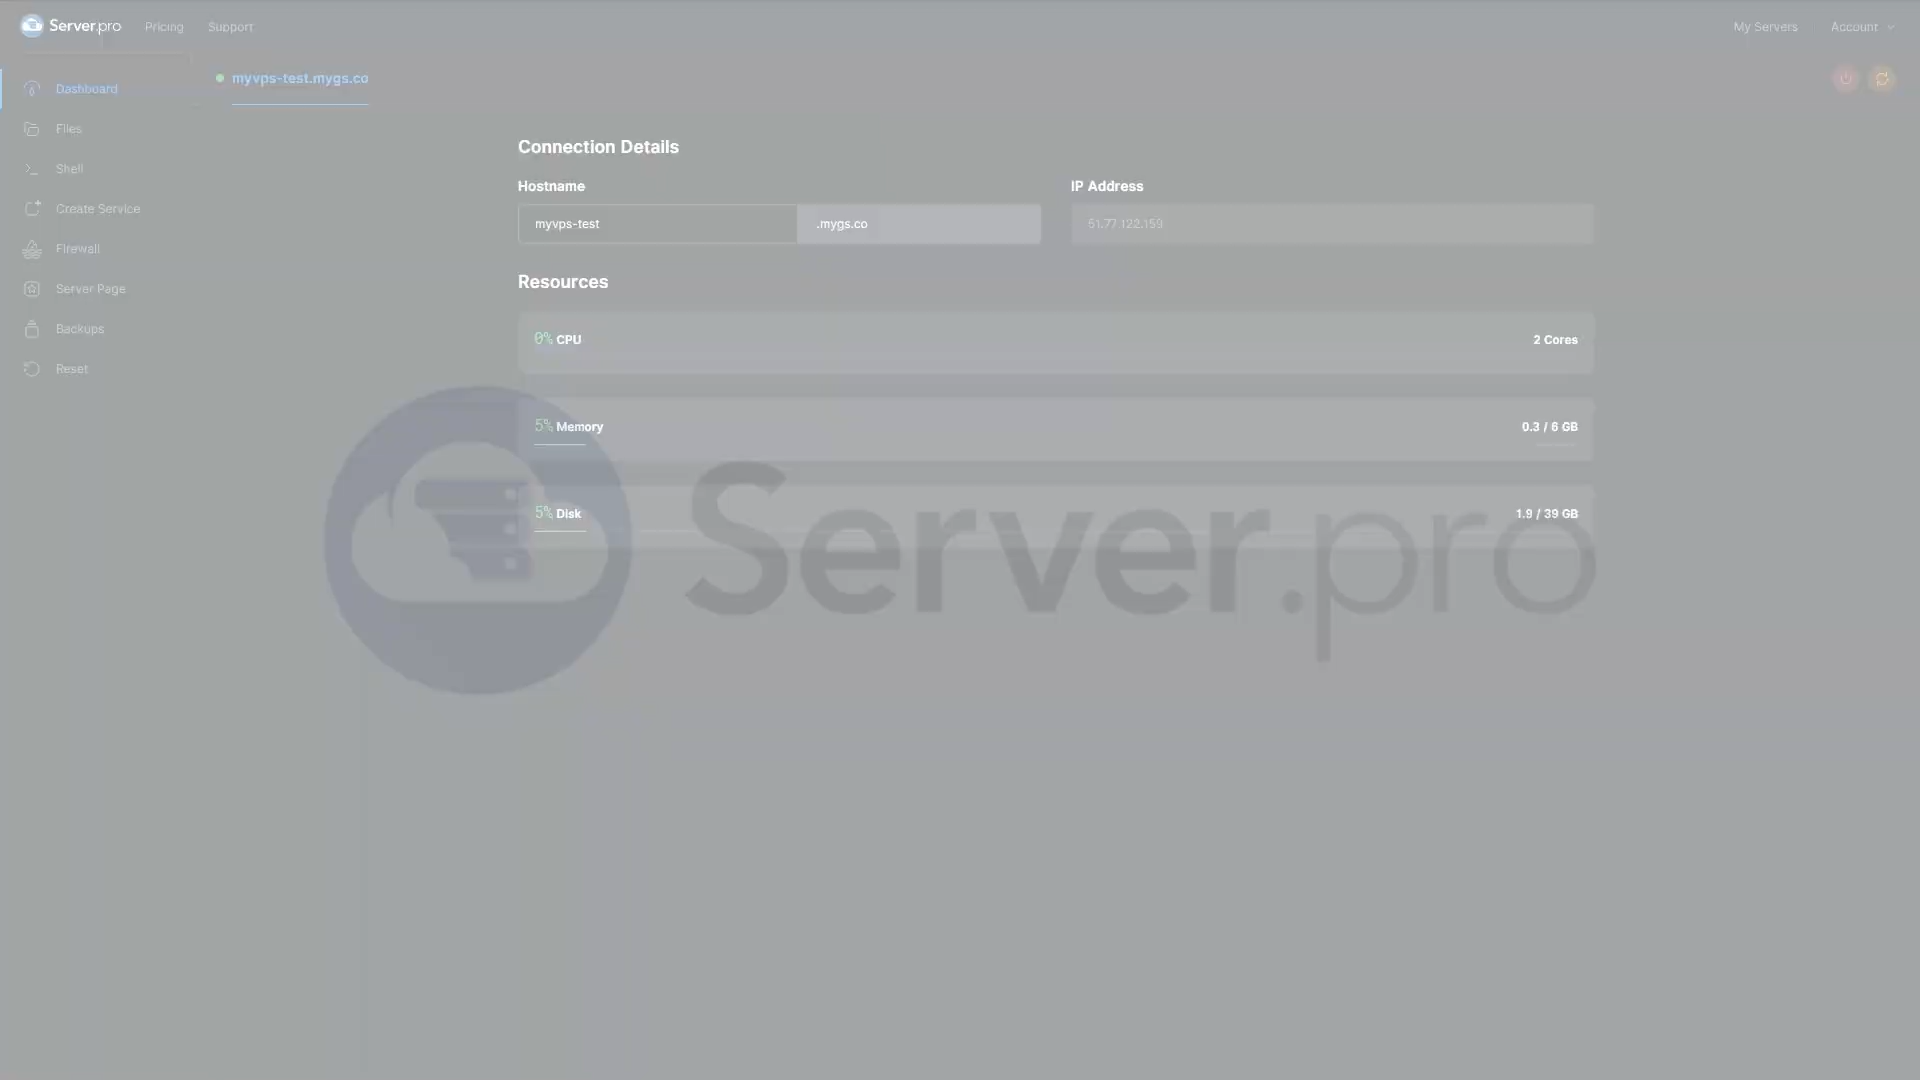 Server.pro
Pricing
Support
My Servers
Account
Dashboard
Files
Shell
Create Service
Firewall
Server Page
Backups
Reset
myvps-test.mygs.co
Connection Details
Hostname
IP Address
myvps-test
.mygs.co
51.77.122.159
Resources
0% CPU
2 Cores
5% Memory
0.3 / 6 GB
5% Disk
1.9 / 39 GB
Server.pro